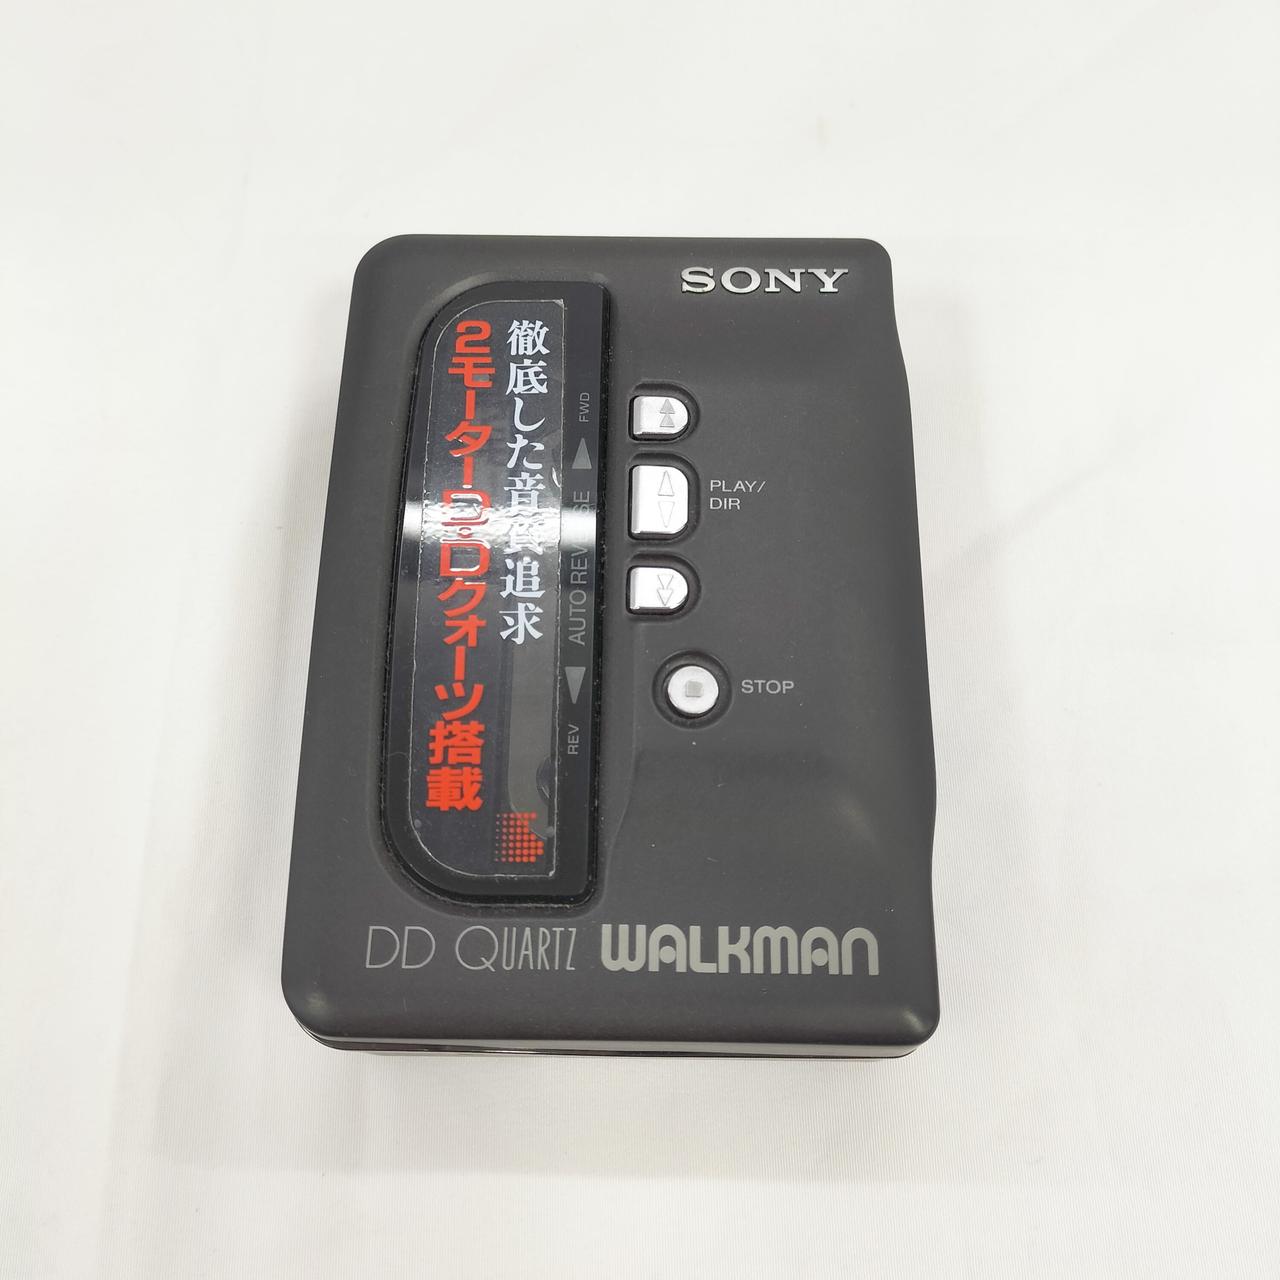 SONY
徹底した音質追求
2モーターD・Dクォーツ搭載
FWD
AUTO REVERSE
REV
PLAY/
DIR
STOP
DD QUARTZ WALKMAN